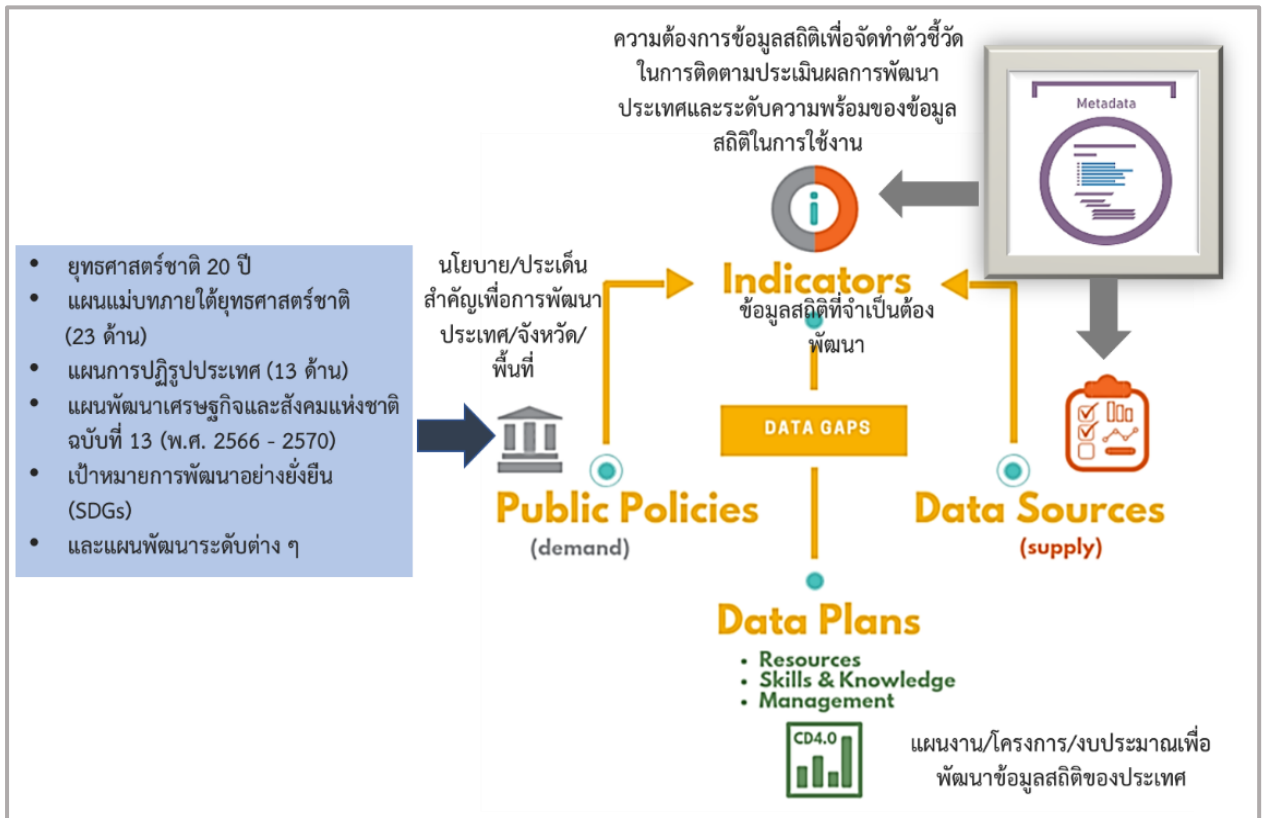 ความต้องการข้อมูลสถิติเพื่อจัดทำตัวชี้วัด
ในการติดตามประเมินผลการพัฒนา
ประเทศและระดับความพร้อมของข้อมูล
สถิติในการใช้งาน
Metadata
• ยุทธศาสตร์ชาติ 20 ปี
• แผนแม่บทภายใต้ยุทธศาสตร์ชาติ
(23 ด้าน)
• แผนการปฏิรูปประเทศ (13 ด้าน)
• แผนพัฒนาเศรษฐกิจและสังคมแห่งชาติ
ฉบับที่ 13 (พ.ศ. 2566 - 2570)
• เป้าหมายการพัฒนาอย่างยั่งยืน
(SDGs)
• และแผนพัฒนาระดับต่าง ๆ
นโยบาย/ประเด็น
สำคัญเพื่อการพัฒนา
ประเทศ/จังหวัด/
พื้นที่
i
Indicators
ข้อมูลสถิติที่จำเป็นต้อง
พัฒนา
DATA GAPS
Public Policies
(demand)
Data Sources
(supply)
Data Plans
• Resources
• Skills & Knowledge
• Management
CD4.0
แผนงาน/โครงการ/งบประมาณเพื่อ
พัฒนาข้อมูลสถิติของประเทศ